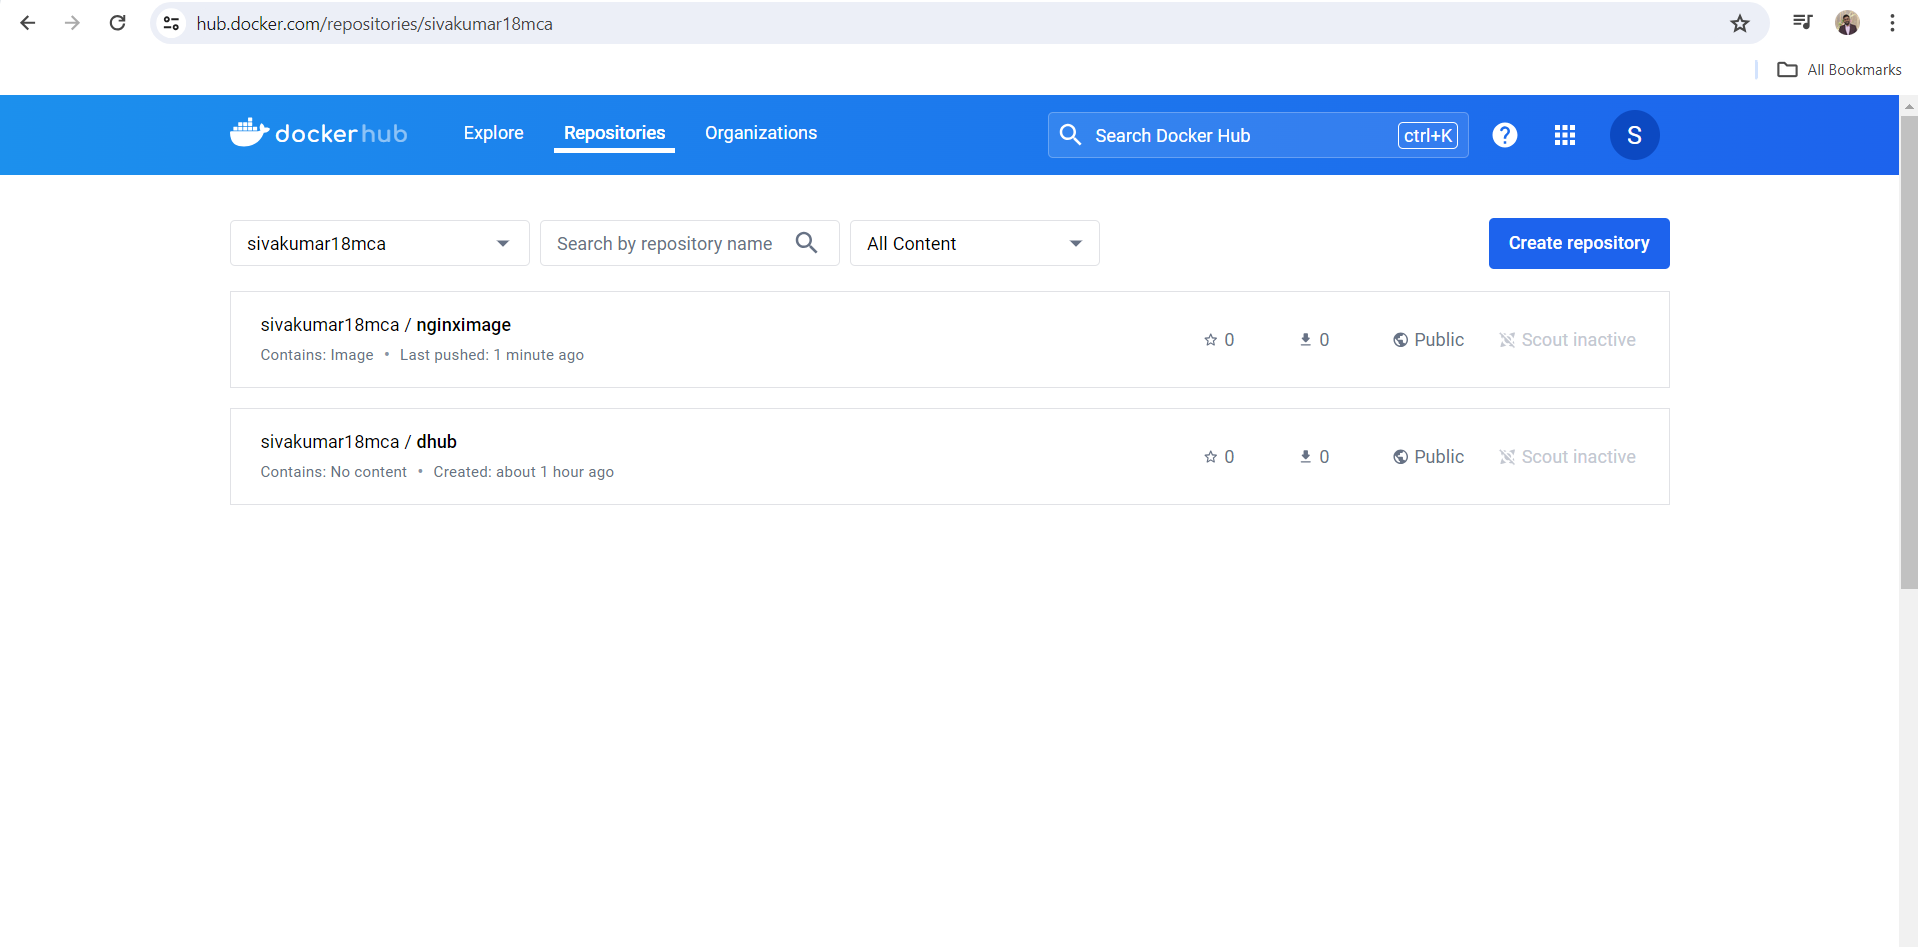 hub.docker.com/repositories/sivakumar18mca
All Bookmarks
dockerhub Explore Repositories Organizations Search Docker Hub ctrl+K ? S
sivakumar18mca Search by repository name All Content Create repository
sivakumar18mca / nginximage
Contains: Image • Last pushed: 1 minute ago
0 0 Public Scout inactive
sivakumar18mca / dhub
Contains: No content • Created: about 1 hour ago
0 0 Public Scout inactive